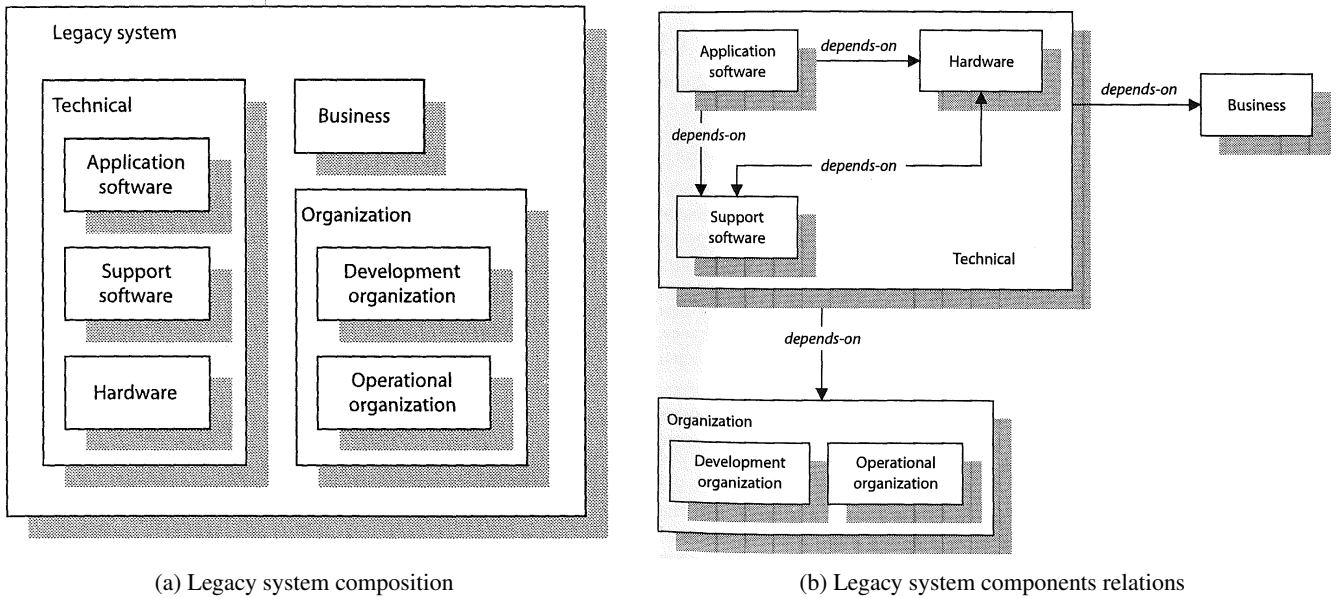 Legacy system
Technical
Application
software
Support
software
Hardware
Business
Organization
Development
organization
Operational
organization
(a) Legacy system composition
Application
software
depends-on
Hardware
depends-on
Business
depends-on
depends-on
Support
software
Technical
depends-on
Organization
Development
organization
Operational
organization
(b) Legacy system components relations